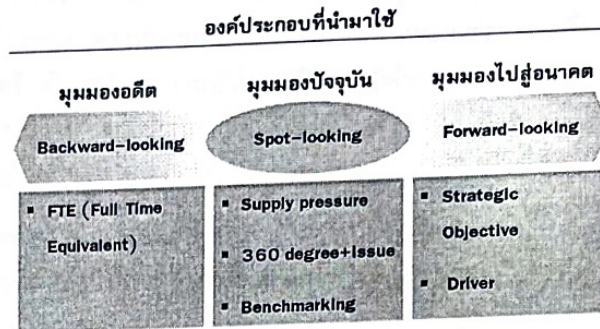 องค์ประกอบที่นำมาใช้
มุมมองอดีต
มุมมองปัจจุบัน
มุมมองไปสู่อนาคต
Backward-looking
Spot-looking
Forward-looking
▪ FTE (Full Time
Equivalent)
▪ Supply pressure
▪ 360 degree+Issue
▪ Benchmarking
▪ Strategic
Objective
▪ Driver